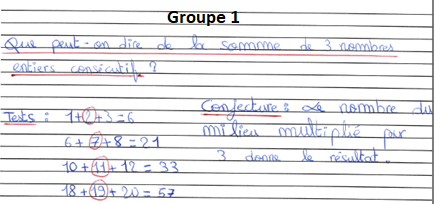 Groupe 1
Que peut-on dire de la somme de 3 nombres
entiers consécutifs ?
Tests : 1+2+3=6
6+7+8=21
10+11+12=33
18+19+20=57
Conjecture : Le nombre du
milieu multiplié par
3 donne le résultat.